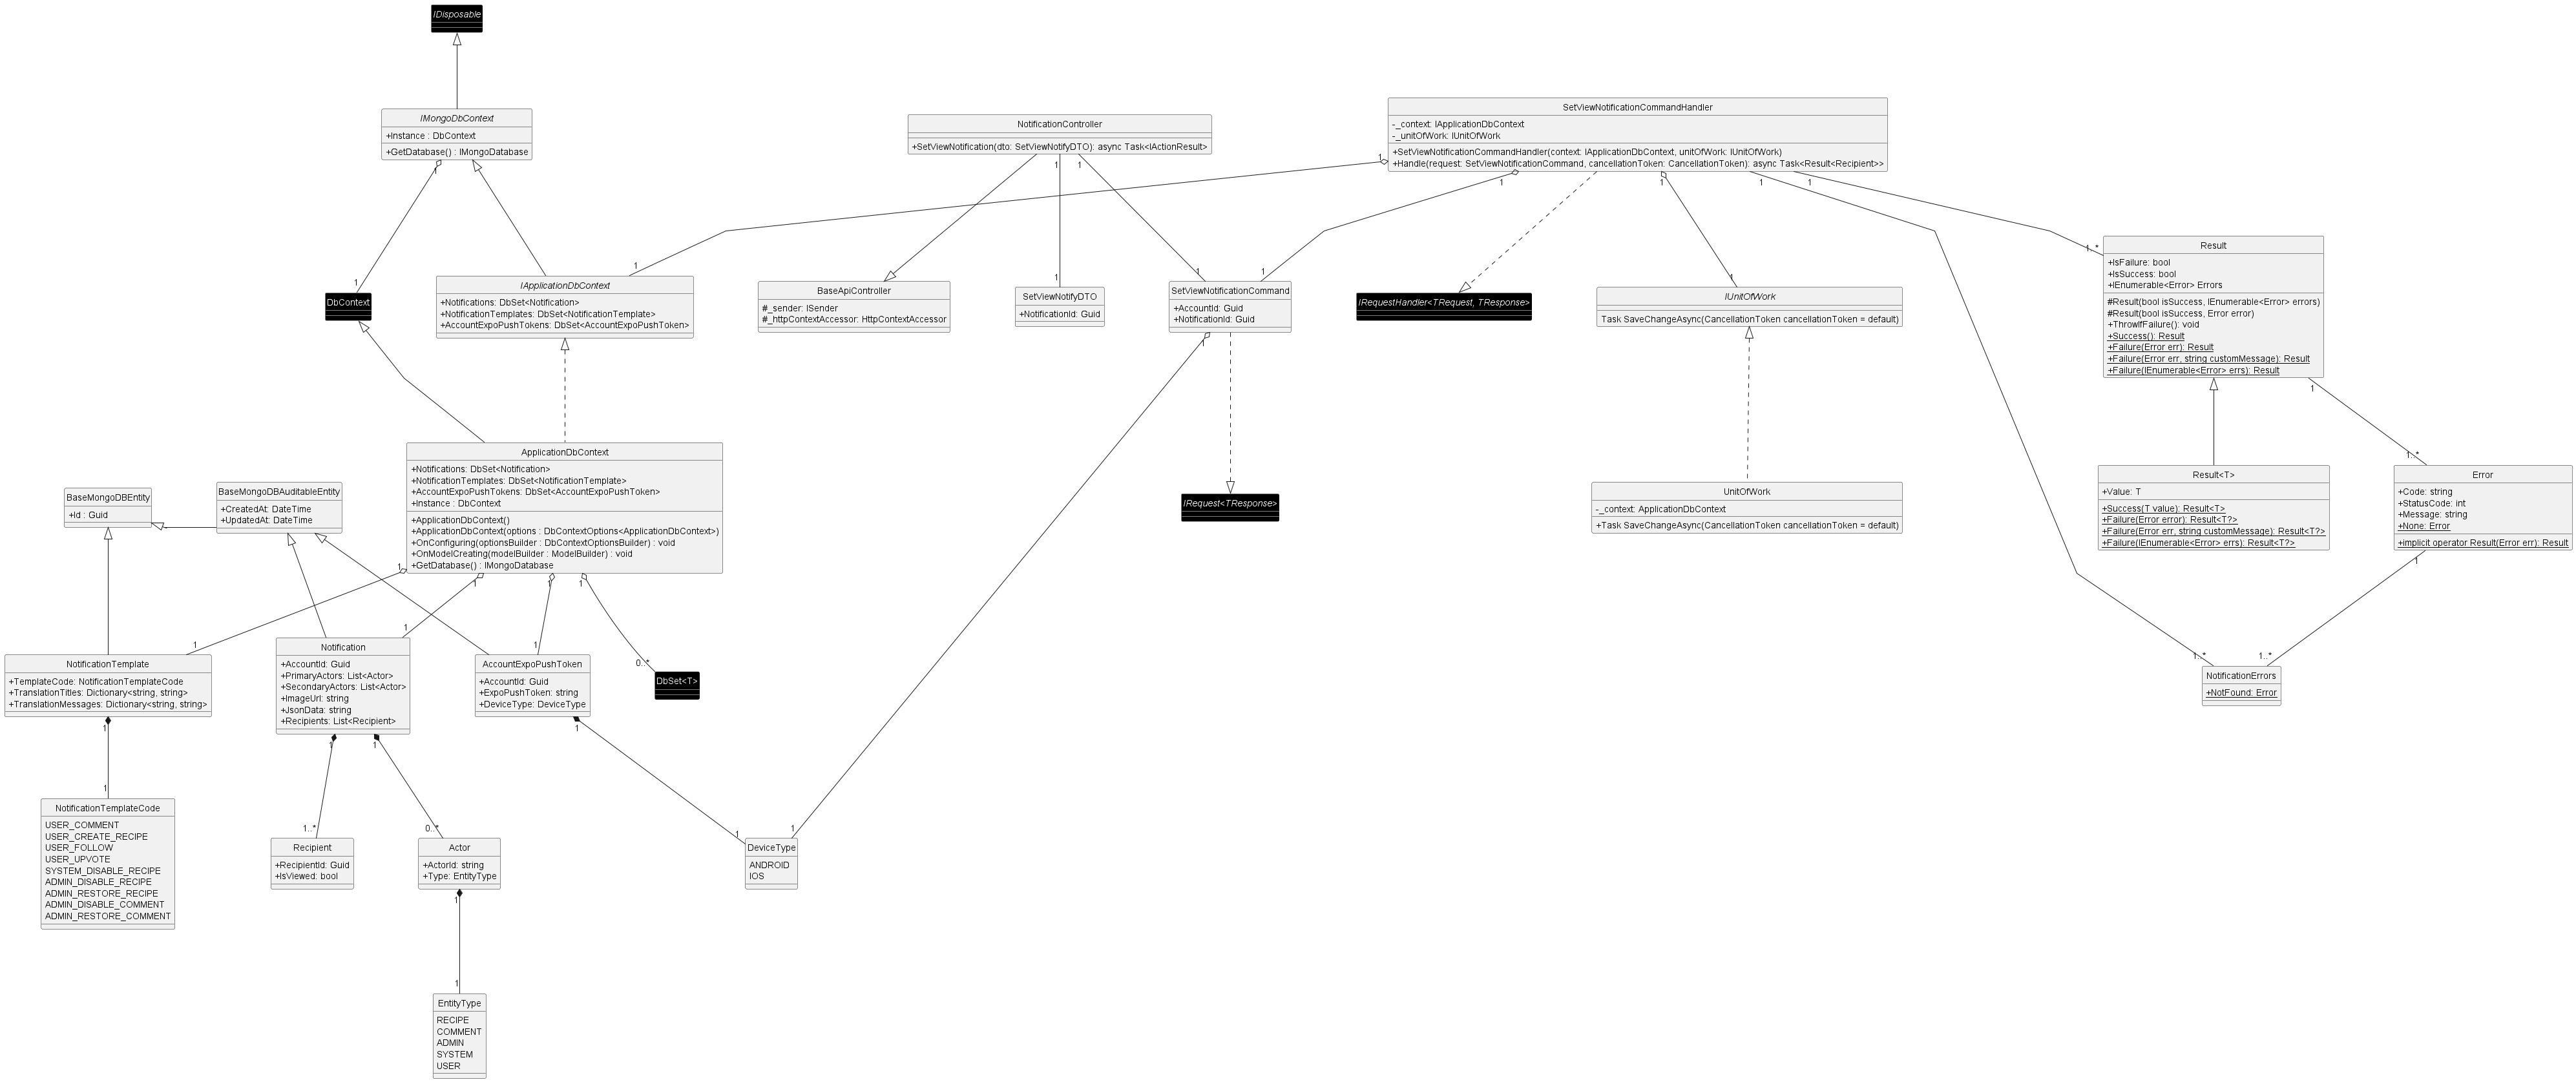 IDisposable
IMongoDbContext
+Instance : DbContext
+GetDatabase() : IMongoDatabase
1
1
NotificationController
+SetViewNotification(dto: SetViewNotifyDTO): async Task<IActionResult>
1
1
SetViewNotificationCommandHandler
-_context: IApplicationDbContext
-_unitOfWork: IUnitOfWork
+SetViewNotificationCommandHandler(context: IApplicationDbContext, unitOfWork: IUnitOfWork)
+Handle(request: SetViewNotificationCommand, cancellationToken: CancellationToken): async Task<Result<Recipient>>
1
1
1
1
1
DbContext
1
IApplicationDbContext
+Notifications: DbSet<Notification>
+NotificationTemplates: DbSet<NotificationTemplate>
+AccountExpoPushTokens: DbSet<AccountExpoPushToken>
BaseApiController
#_sender: ISender
#_httpContextAccessor: HttpContextAccessor
1
SetViewNotifyDTO
+NotificationId: Guid
1
1
SetViewNotificationCommand
+AccountId: Guid
+NotificationId: Guid
1
IRequestHandler<TRequest, TResponse>
1
IUnitOfWork
Task SaveChangeAsync(CancellationToken cancellationToken = default)
1..*
Result
+IsFailure: bool
+IsSuccess: bool
+IEnumerable<Error> Errors
#Result(bool isSuccess, IEnumerable<Error> errors)
#Result(bool isSuccess, Error error)
+ThrowIfFailure(): void
+Success(): Result
+Failure(Error err): Result
+Failure(Error err, string customMessage): Result
+Failure(IEnumerable<Error> errs): Result
1
BaseMongoDBEntity
+Id : Guid
BaseMongoDBAuditableEntity
+CreatedAt: DateTime
+UpdatedAt: DateTime
ApplicationDbContext
+Notifications: DbSet<Notification>
+NotificationTemplates: DbSet<NotificationTemplate>
+AccountExpoPushTokens: DbSet<AccountExpoPushToken>
+Instance : DbContext
+ApplicationDbContext()
+ApplicationDbContext(options : DbContextOptions<ApplicationDbContext>)
+OnConfiguring(optionsBuilder : DbContextOptionsBuilder) : void
+OnModelCreating(modelBuilder : ModelBuilder) : void
+GetDatabase() : IMongoDatabase
1
1
1
1
IRequest<TResponse>
UnitOfWork
-_context: ApplicationDbContext
+Task SaveChangeAsync(CancellationToken cancellationToken = default)
Result<T>
+Value: T
+Success(T value): Result<T>
+Failure(Error error): Result<T?>
+Failure(Error err, string customMessage): Result<T?>
+Failure(IEnumerable<Error> errs): Result<T?>
1..*
Error
+Code: string
+StatusCode: int
+Message: string
+None: Error
+implicit operator Result(Error err): Result
1
1
NotificationTemplate
+TemplateCode: NotificationTemplateCode
+TranslationTitles: Dictionary<string, string>
+TranslationMessages: Dictionary<string, string>
1
1
Notification
+AccountId: Guid
+PrimaryActors: List<Actor>
+SecondaryActors: List<Actor>
+ImageUrl: string
+JsonData: string
+Recipients: List<Recipient>
1
1
1
AccountExpoPushToken
+AccountId: Guid
+ExpoPushToken: string
+DeviceType: DeviceType
1
0..*
DbSet<T>
1..*
1..*
NotificationErrors
+NotFound: Error
1
NotificationTemplateCode
USER_COMMENT
USER_CREATE_RECIPE
USER_FOLLOW
USER_UPVOTE
SYSTEM_DISABLE_RECIPE
ADMIN_DISABLE_RECIPE
ADMIN_RESTORE_RECIPE
ADMIN_DISABLE_COMMENT
ADMIN_RESTORE_COMMENT
1..*
Recipient
+RecipientId: Guid
+IsViewed: bool
0..*
Actor
+ActorId: string
+Type: EntityType
1
1
1
DeviceType
ANDROID
IOS
1
EntityType
RECIPE
COMMENT
ADMIN
SYSTEM
USER